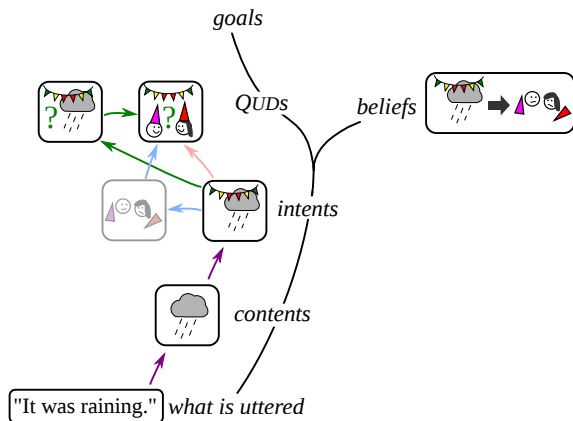 goals
QUDs
beliefs
?
?
intents
contents
"It was raining."
what is uttered